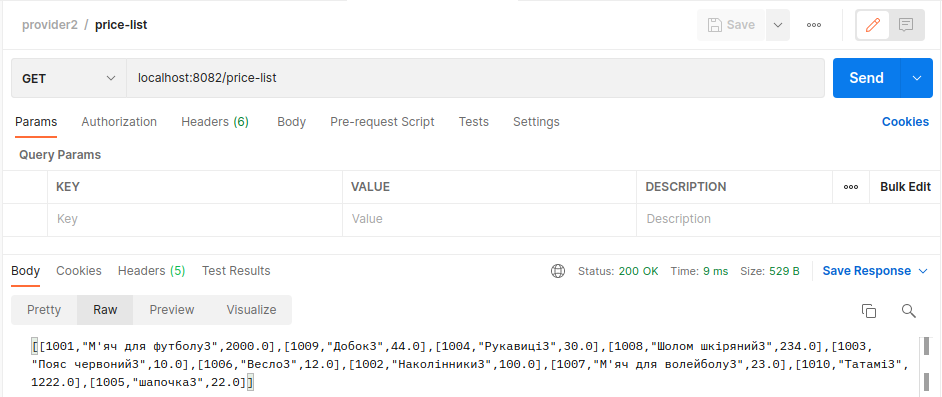 provider2 / price-list
Save
GET
localhost:8082/price-list
Send
Params Authorization Headers (6) Body Pre-request Script Tests Settings Cookies
Query Params
KEY VALUE DESCRIPTION Bulk Edit
Key Value Description
Body Cookies Headers (5) Test Results Status: 200 OK Time: 9 ms Size: 529 B Save Response
Pretty Raw Preview Visualize
[[1001,"М'яч для футболу3",2000.0],[1009,"Добок3",44.0],[1004,"Рукавиці3",30.0],[1008,"Шолом шкіряний3",234.0],[1003,
"Пояс червоний3",10.0],[1006,"Весло3",12.0],[1002,"Наколінники3",100.0],[1007,"М'яч для волейболу3",23.0],[1010,"Татамі3",
1222.0],[1005,"шапочка3",22.0]]